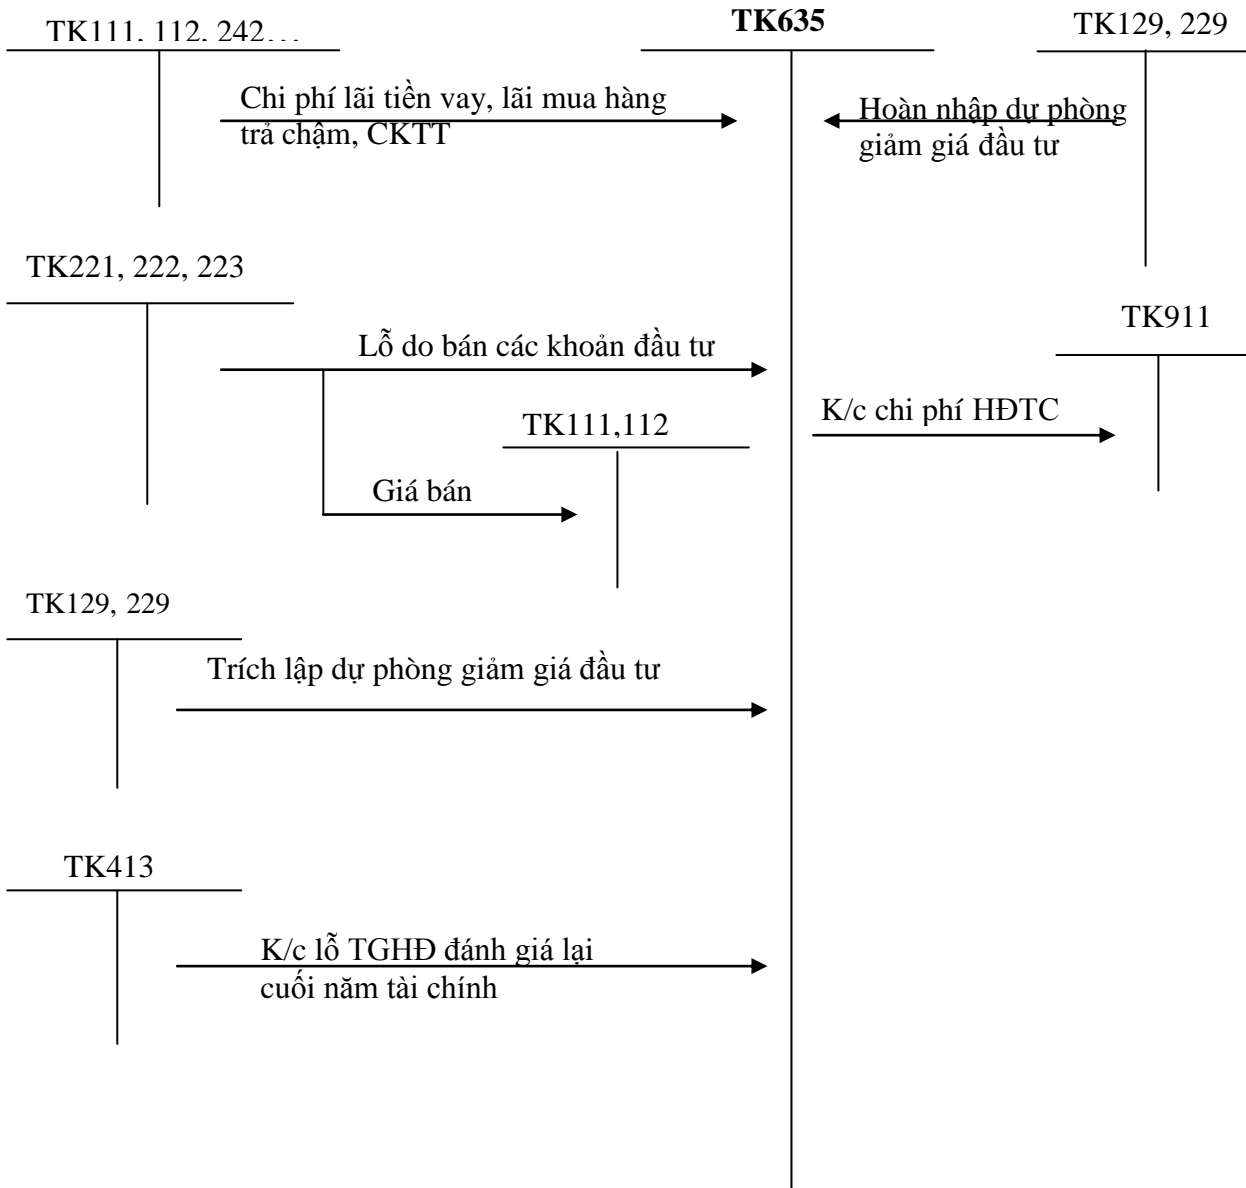 TK111, 112, 242…
TK635
TK129, 229
Chi phí lãi tiền vay, lãi mua hàng
trả chậm, CKTT
Hoàn nhập dự phòng
giảm giá đầu tư
TK221, 222, 223
TK911
Lỗ do bán các khoản đầu tư
K/c chi phí HĐTC
TK111,112
Giá bán
TK129, 229
Trích lập dự phòng giảm giá đầu tư
TK413
K/c lỗ TGHĐ đánh giá lại
cuối năm tài chính